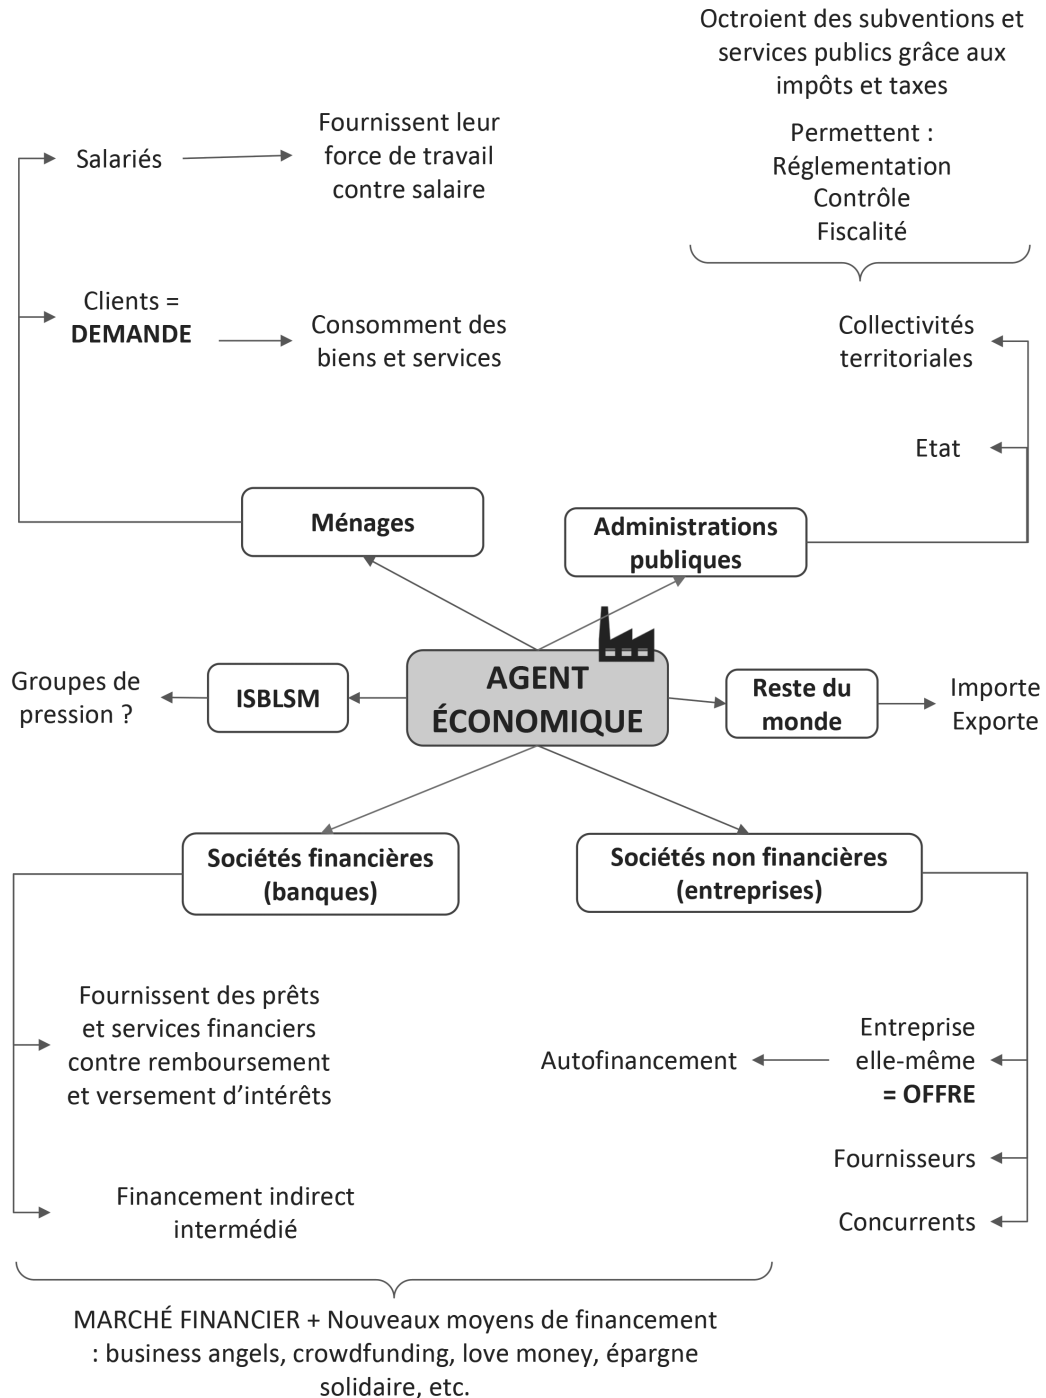 Octroient des subventions et
services publics grâce aux
impôts et taxes
Permettent :
Réglementation
Contrôle
Fiscalité
Salariés
Fournissent leur
force de travail
contre salaire
Clients =
DEMANDE
Consomment des
biens et services
Collectivités
territoriales
Etat
Ménages
Administrations
publiques
Groupes de
pression ?
ISBLSM
AGENT
ÉCONOMIQUE
Reste du
monde
Importe
Exporte
Sociétés financières
(banques)
Sociétés non financières
(entreprises)
Fournissent des prêts
et services financiers
contre remboursement
et versement d’intérêts
Autofinancement
Entreprise
elle-même
= OFFRE
Fournisseurs
Financement indirect
intermédié
Concurrents
MARCHÉ FINANCIER + Nouveaux moyens de financement
: business angels, crowdfunding, love money, épargne
solidaire, etc.